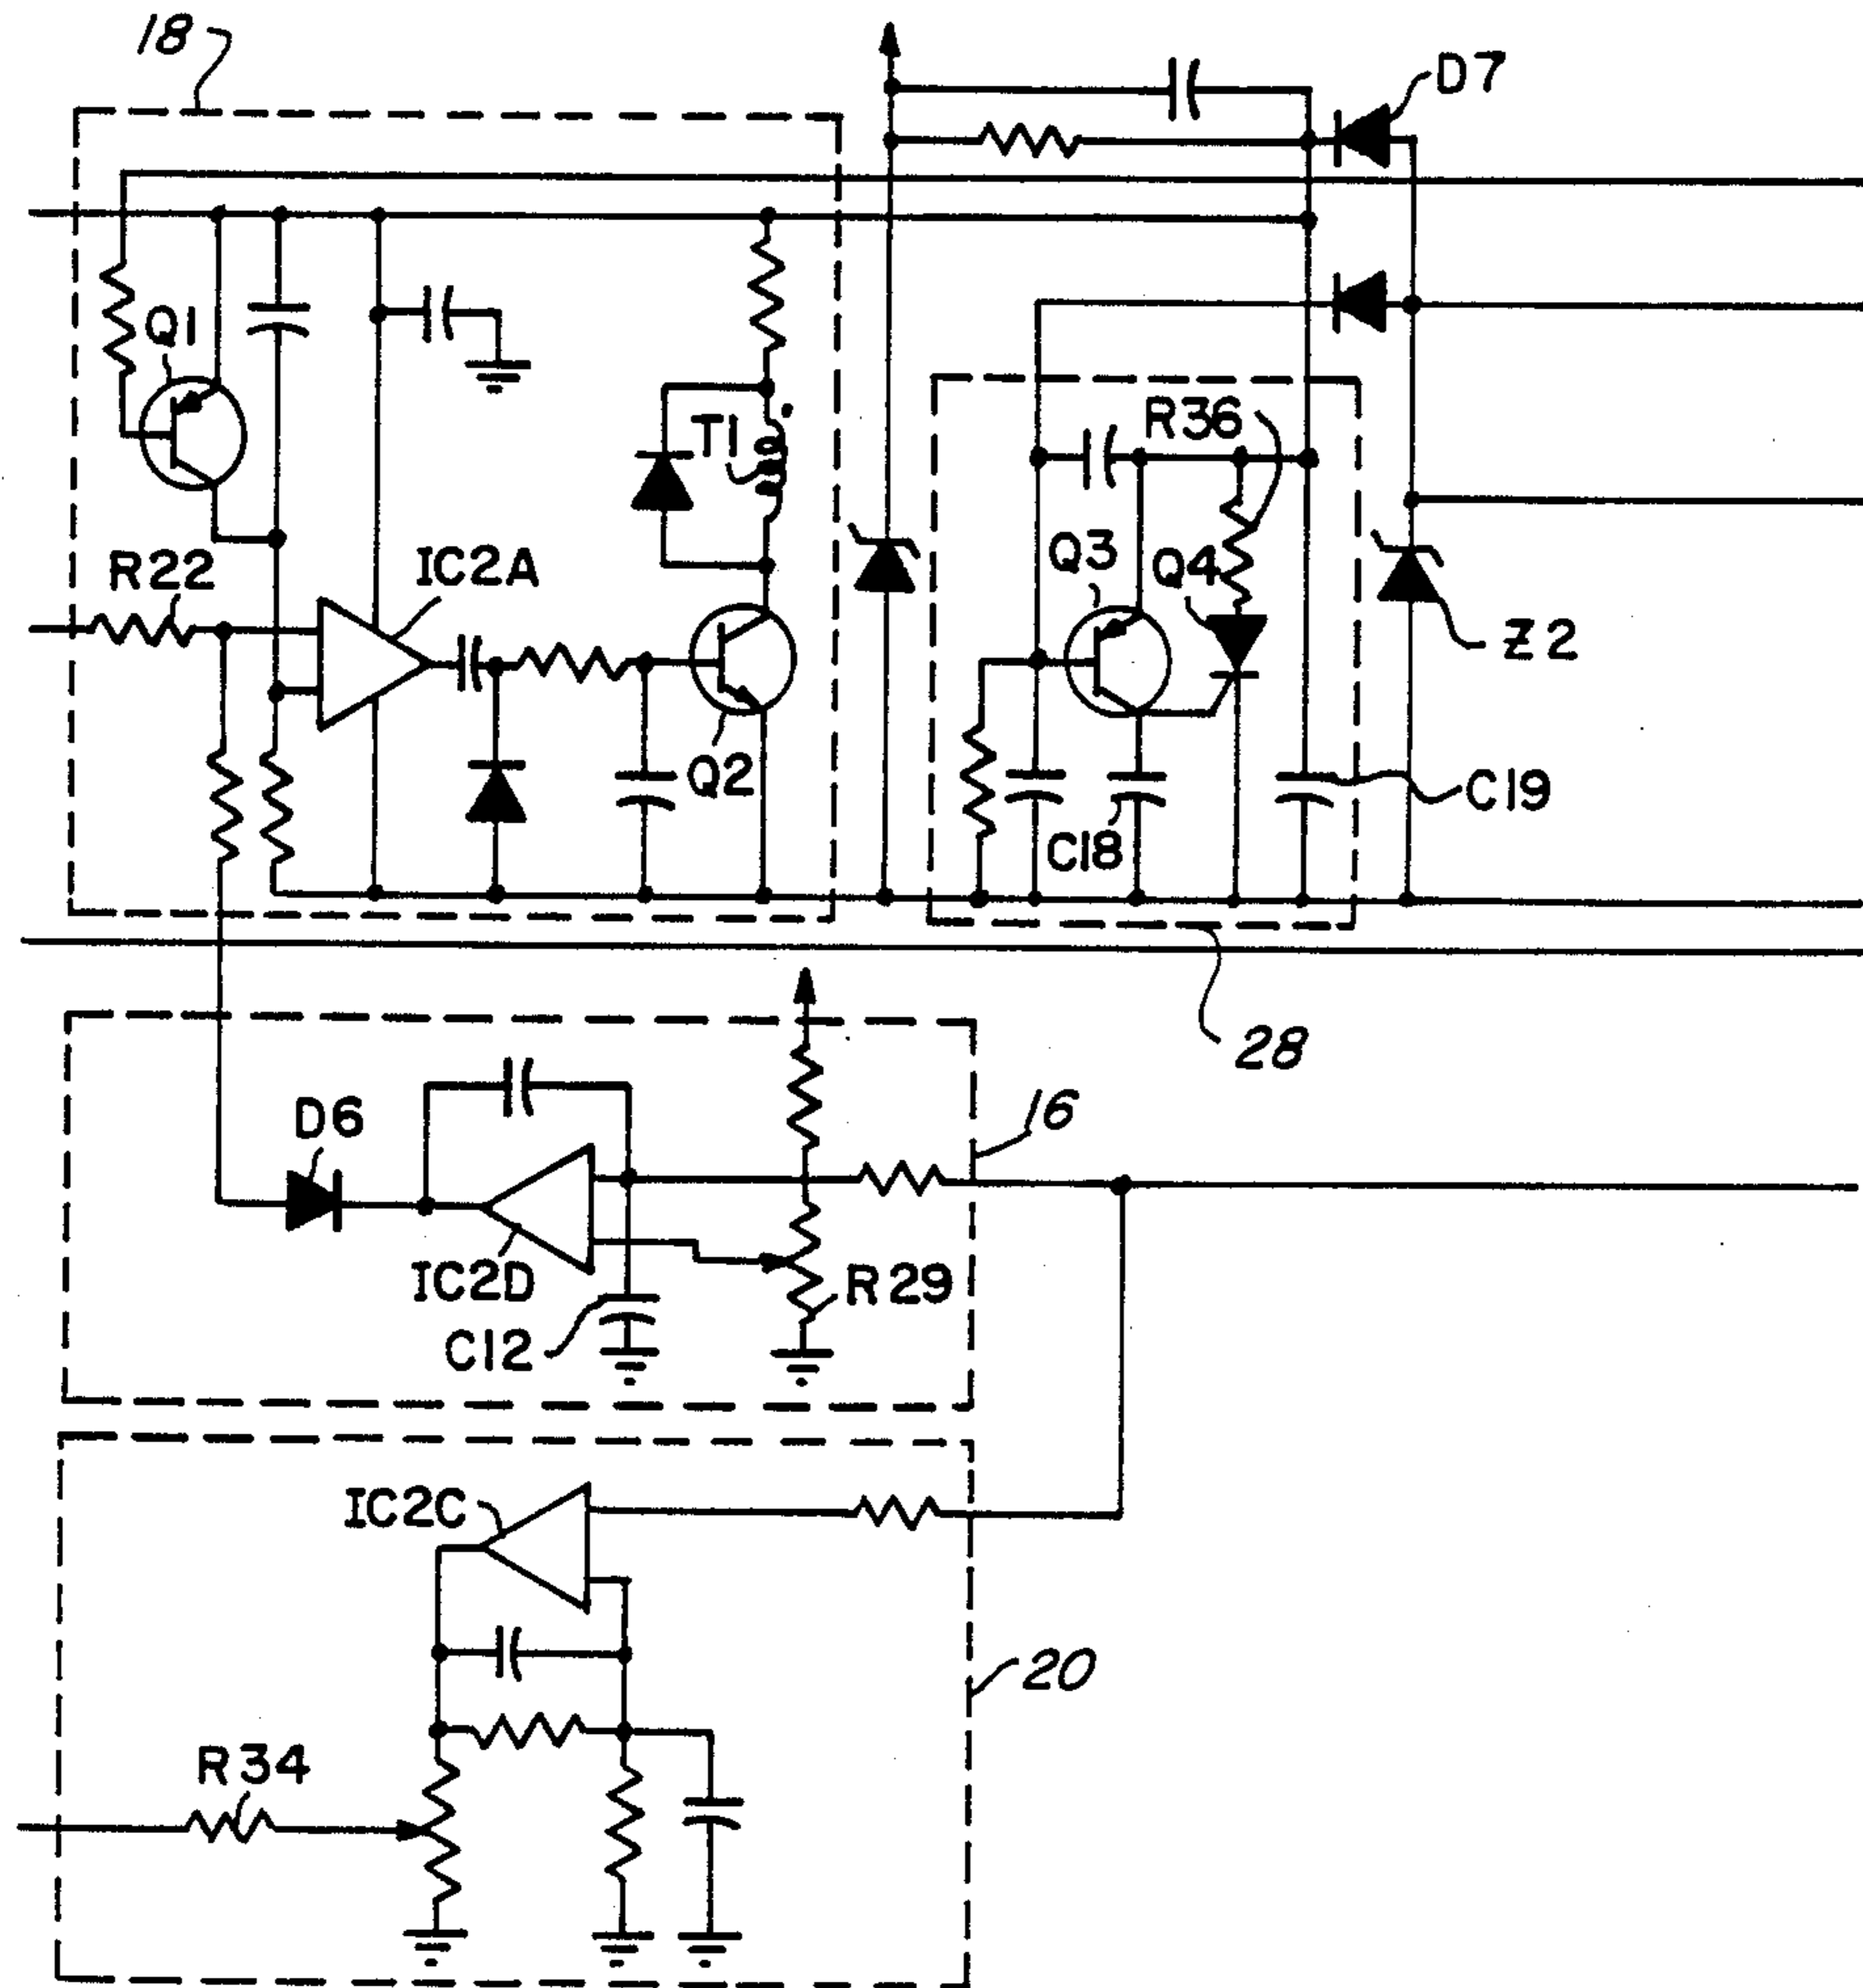 18
D7
Q1
T1
R36
R22
IC2A
Q3
Q4
Z2
Q2
C18
C19
28
D6
16
IC2D
R29
C12
IC2C
20
R34